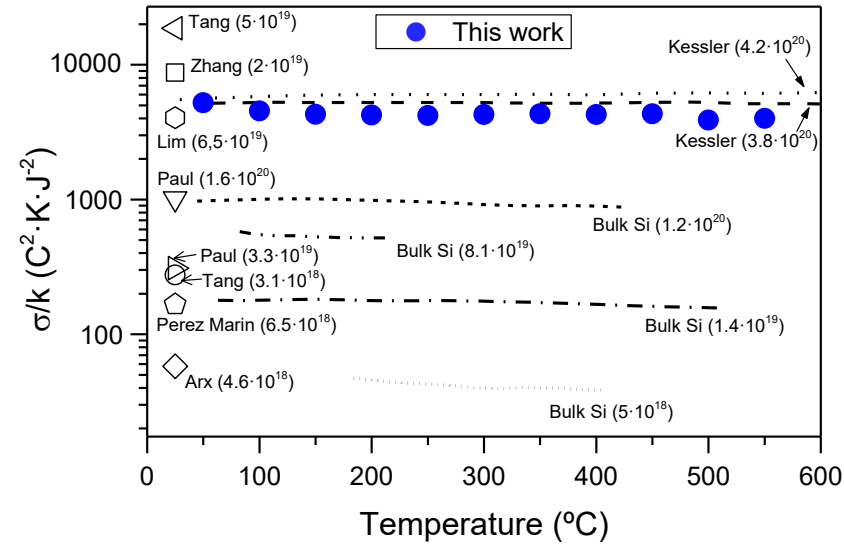 Tang (5·10¹⁹)
This work
Kessler (4.2·10²⁰)
10000
Zhang (2·10¹⁹)
Lim (6,5·10¹⁹)
Kessler (3.8·10²⁰)
Paul (1.6·10²⁰)
1000
Bulk Si (1.2·10²⁰)
Paul (3.3·10¹⁹)
Bulk Si (8.1·10¹⁹)
Tang (3.1·10¹⁸)
Perez Marin (6.5·10¹⁸)
Bulk Si (1.4·10¹⁹)
100
Arx (4.6·10¹⁸)
Bulk Si (5·10¹⁸)
σ/k (C²·K·J⁻²)
0 100 200 300 400 500 600
Temperature (ºC)